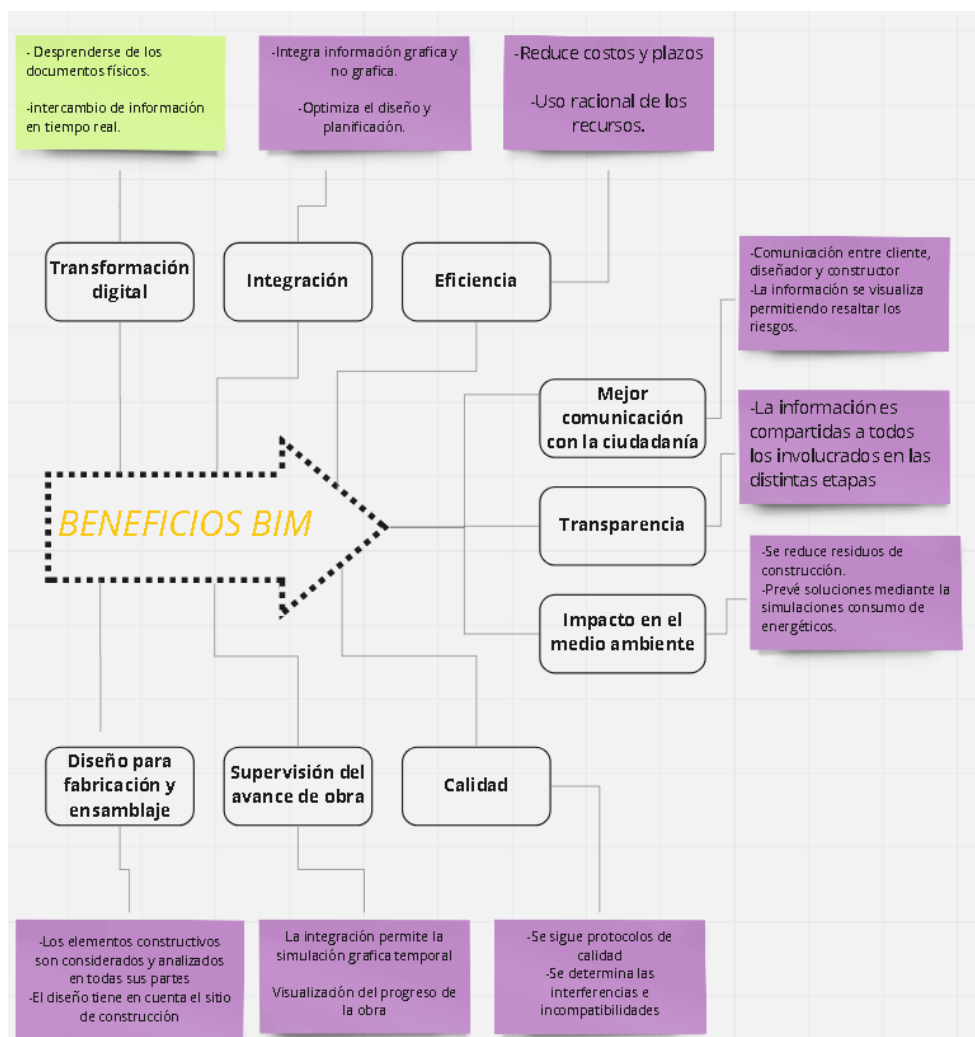 - Desprenderse de los
documentos físicos.
-intercambio de información
en tiempo real.
-Integra información grafica y
no grafica.
-Optimiza el diseño y
planificación.
-Reduce costos y plazos
-Uso racional de los
recursos.
Transformación
digital
Integración
Eficiencia
-Comunicación entre cliente,
diseñador y constructor
-La información se visualiza
permitiendo resaltar los
riesgos.
Mejor
comunicación
con la ciudadanía
-La información es
compartidas a todos
los involucrados en las
distintas etapas
BENEFICIOS BIM
Transparencia
-Se reduce residuos de
construcción.
-Prevé soluciones mediante la
simulaciones consumo de
energéticos.
Impacto en el
medio ambiente
Diseño para
fabricación y
ensamblaje
Supervisión del
avance de obra
Calidad
-Los elementos constructivos
son considerados y analizados
en todas sus partes
-El diseño tiene en cuenta el sitio
de construcción
La integración permite la
simulación grafica temporal
Visualización del progreso de
la obra
-Se sigue protocolos de
calidad
-Se determina las
interferencias e
incompatibilidades